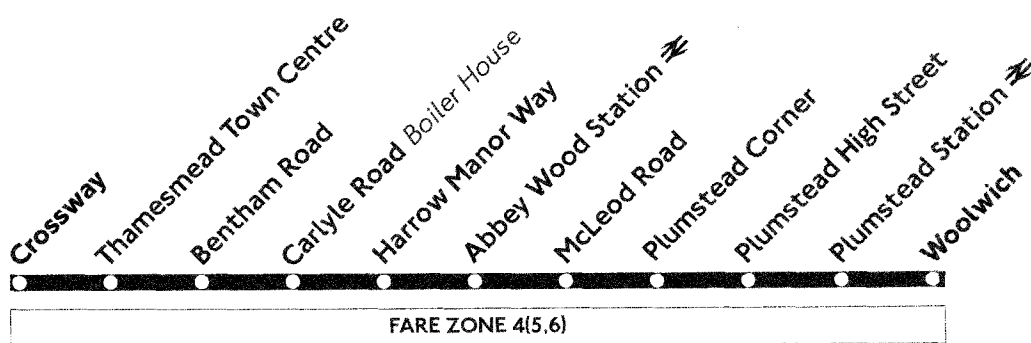 Crossway
Thamesmead Town Centre
Bentham Road
Carlyle Road Boiler House
Harrow Manor Way
Abbey Wood Station
McLeod Road
Plumstead Corner
Plumstead High Street
Plumstead Station
Woolwich
FARE ZONE 4(5,6)